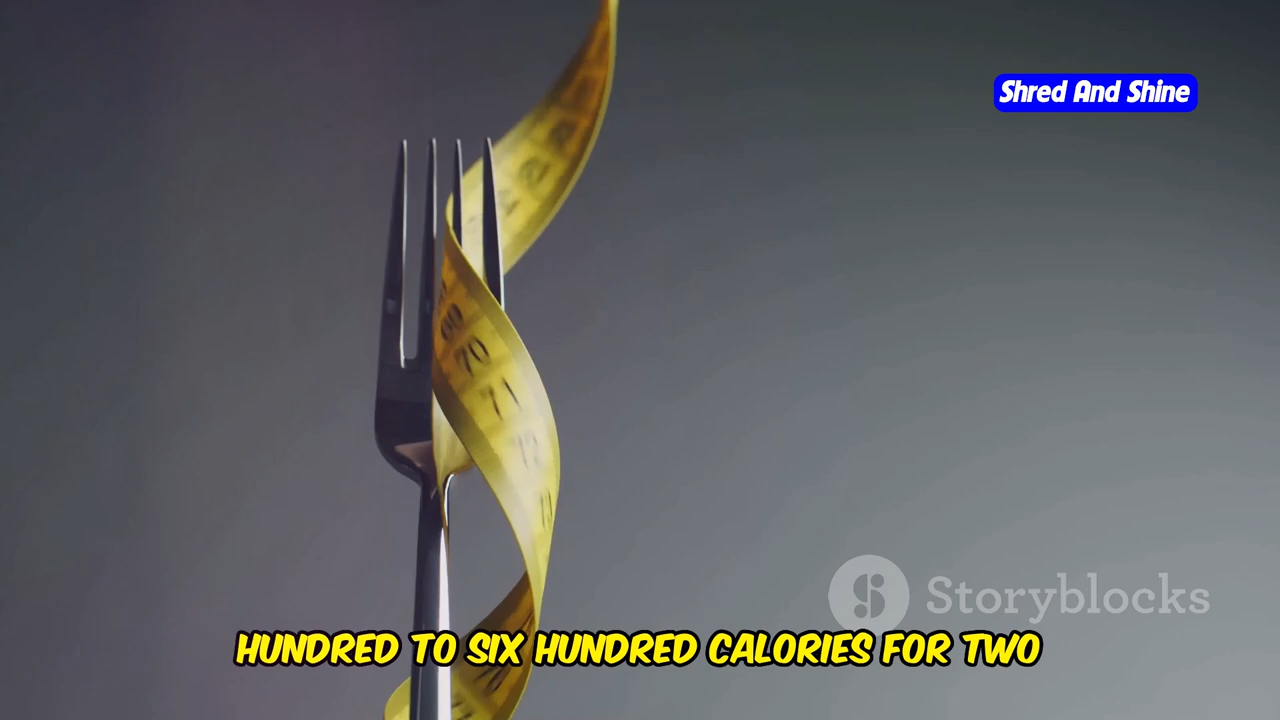 Shred And Shine
Storyblocks
HUNDRED TO SIX HUNDRED CALORIES FOR TWO